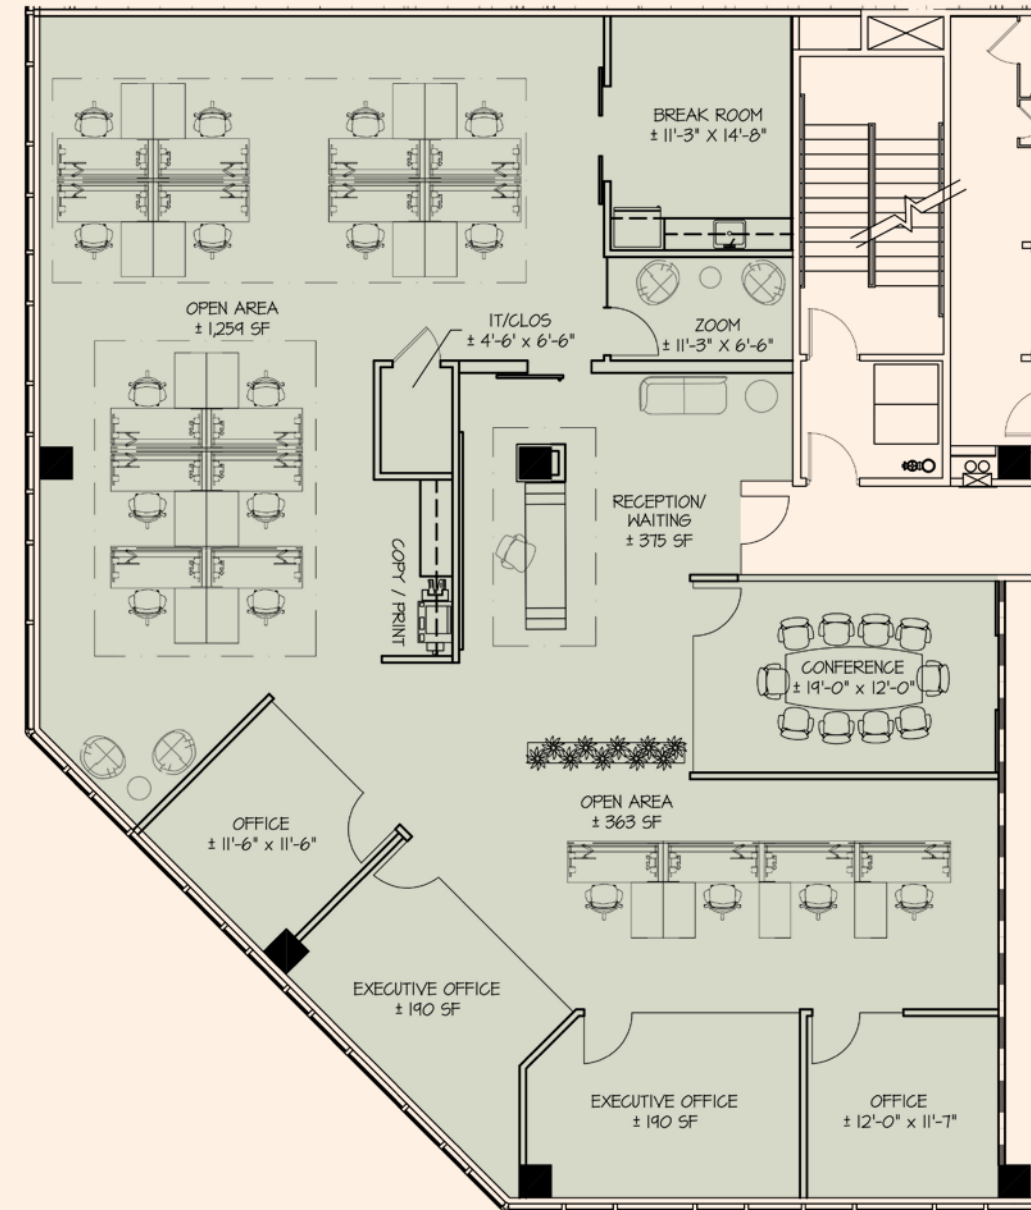 BREAK ROOM
± 11'-3" X 14'-8"
OPEN AREA
± 1,259 SF
IT/CLOS
± 4'-6' x 6'-6"
ZOOM
± 11'-3" X 6'-6"
RECEPTION/
WAITING
± 375 SF
COPY / PRINT
CONFERENCE
± 19'-0" x 12'-0"
OPEN AREA
± 363 SF
OFFICE
± 11'-6" x 11'-6"
EXECUTIVE OFFICE
± 190 SF
EXECUTIVE OFFICE
± 190 SF
OFFICE
± 12'-0" x 11'-7"